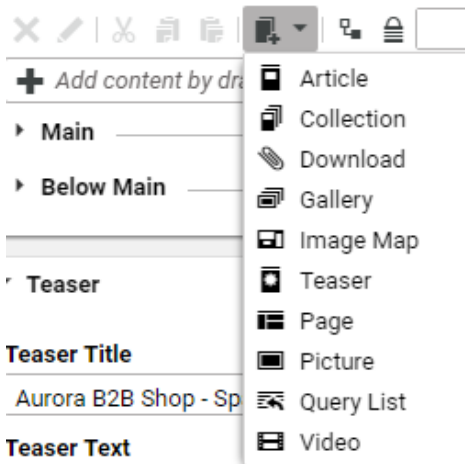 Add content by dra
Main
Below Main
Teaser
Teaser Title
Aurora B2B Shop - Sp
Teaser Text
Article
Collection
Download
Gallery
Image Map
Teaser
Page
Picture
Query List
Video